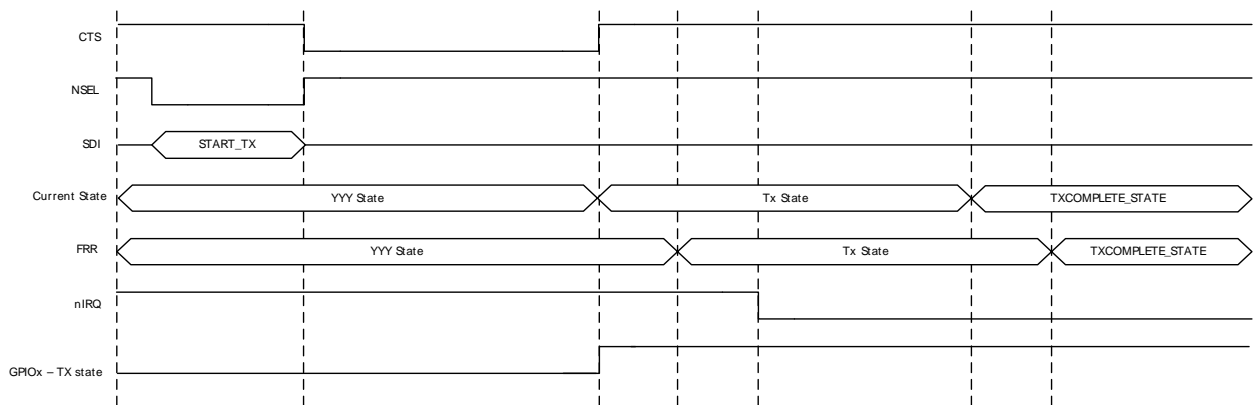 CTS
NSEL
SDI START_TX
Current State YYY State Tx State TXCOMPLETE_STATE
FRR YYY State Tx State TXCOMPLETE_STATE
nIRQ
GPIOx – TX state